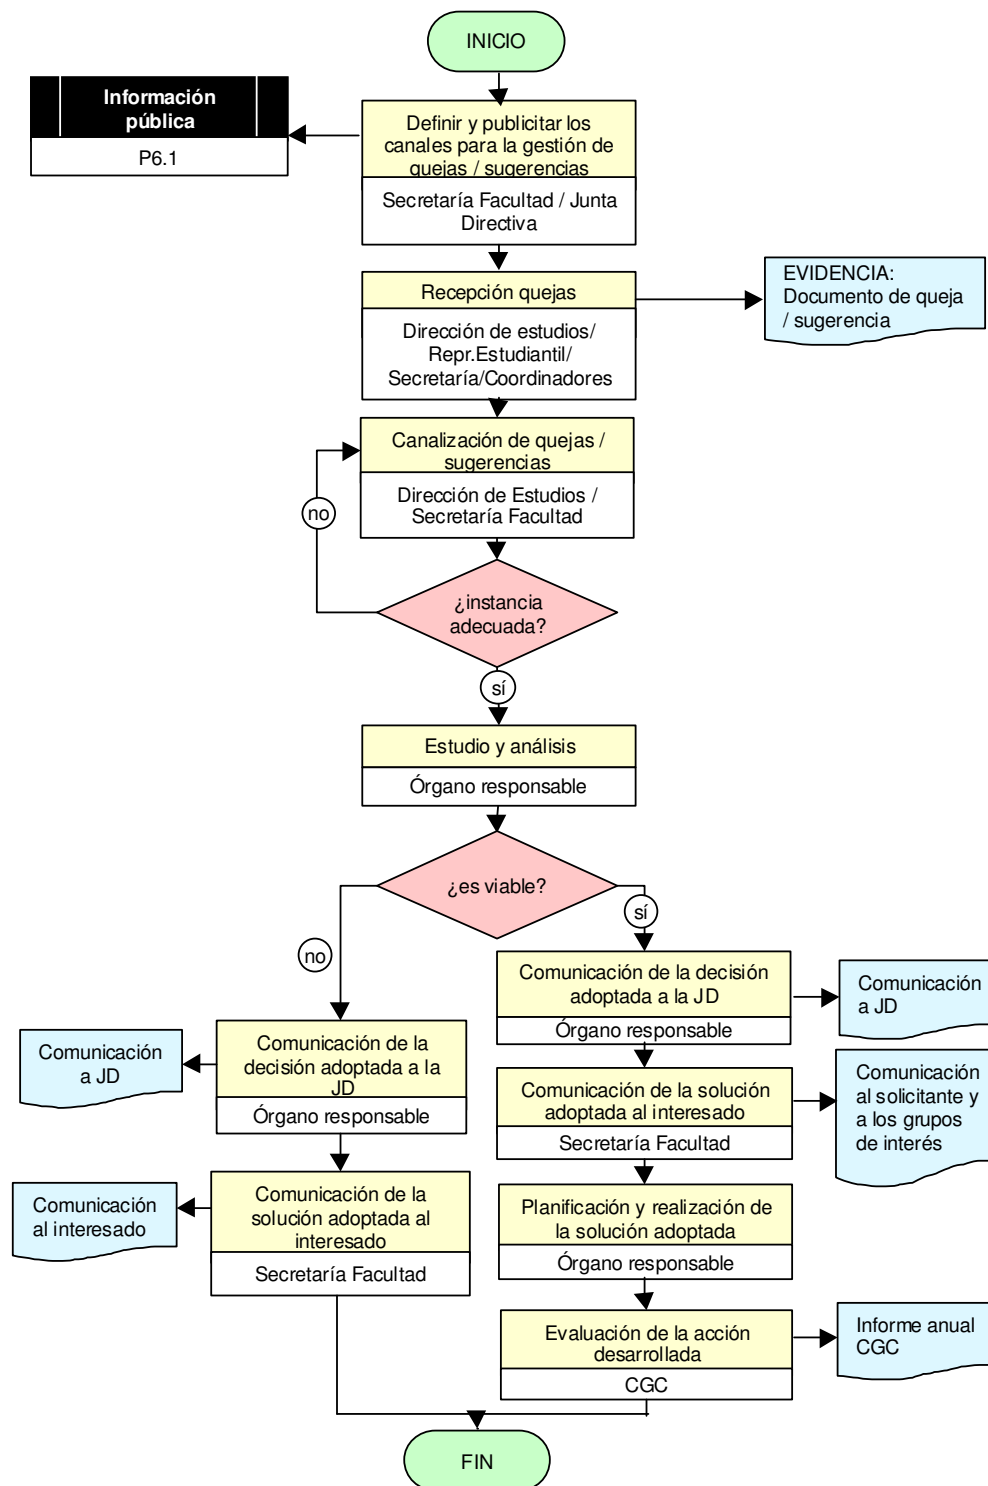 INICIO
Información
pública
P6.1
Definir y publicitar los
canales para la gestión de
quejas / sugerencias
Secretaría Facultad / Junta
Directiva
Recepción quejas
Dirección de estudios/
Repr.Estudiantil/
Secretaría/Coordinadores
EVIDENCIA:
Documento de queja
/ sugerencia
Canalización de quejas /
sugerencias
Dirección de Estudios /
Secretaría Facultad
no
¿instancia
adecuada?
sí
Estudio y análisis
Órgano responsable
¿es viable?
no
sí
Comunicación de la
decisión adoptada a la
JD
Órgano responsable
Comunicación
a JD
Comunicación de la
solución adoptada al
interesado
Secretaría Facultad
Comunicación
al interesado
Comunicación de la decisión
adoptada a la JD
Órgano responsable
Comunicación
a JD
Comunicación de la solución
adoptada al interesado
Secretaría Facultad
Comunicación
al solicitante y
a los grupos
de interés
Planificación y realización de
la solución adoptada
Órgano responsable
Evaluación de la acción
desarrollada
CGC
Informe anual
CGC
FIN